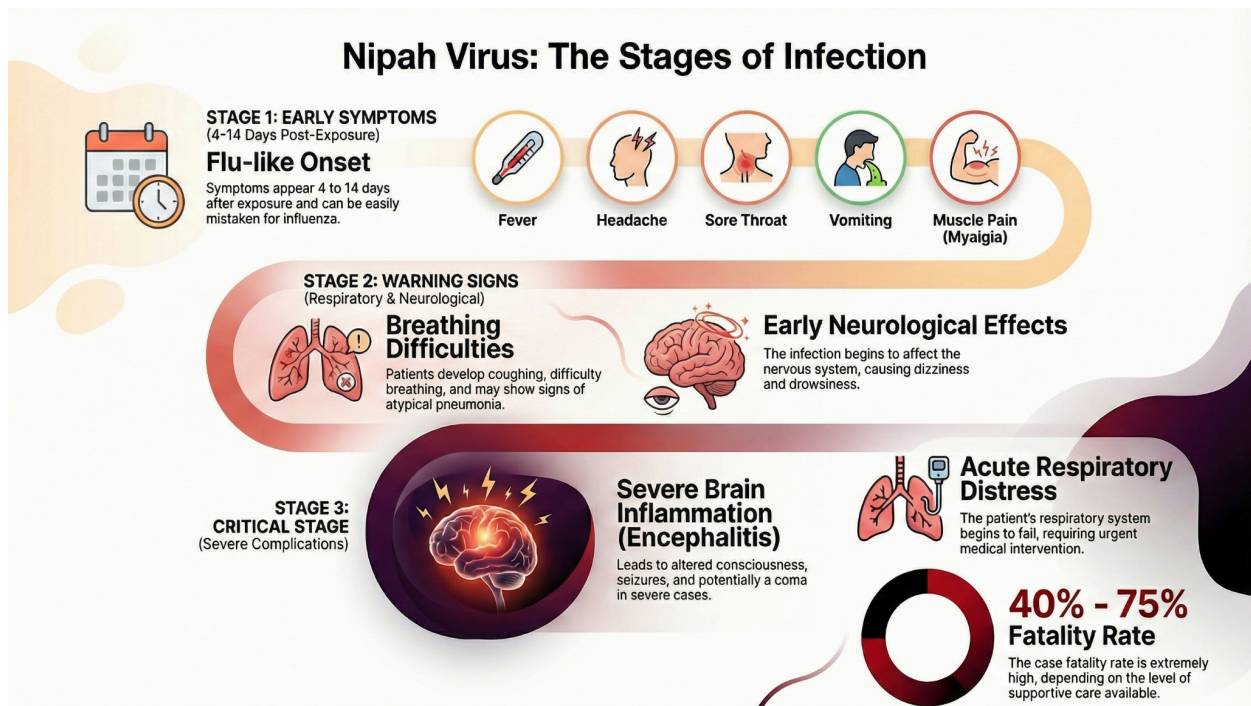 Nipah Virus: The Stages of Infection
STAGE 1: EARLY SYMPTOMS
(4-14 Days Post-Exposure)
Flu-like Onset
Symptoms appear 4 to 14 days
after exposure and can be easily
mistaken for influenza.
Fever
Headache
Sore Throat
Vomiting
Muscle Pain
(Myaigia)
STAGE 2: WARNING SIGNS
(Respiratory & Neurological)
Breathing
Difficulties
Patients develop coughing, difficulty
breathing, and may show signs of
atypical pneumonia.
Early Neurological Effects
The infection begins to affect the
nervous system, causing dizziness
and drowsiness.
STAGE 3:
CRITICAL STAGE
(Severe Complications)
Severe Brain
Inflammation
(Encephalitis)
Leads to altered consciousness,
seizures, and potentially a coma
in severe cases.
Acute Respiratory
Distress
The patient's respiratory system
begins to fail, requiring urgent
medical intervention.
40% - 75%
Fatality Rate
The case fatality rate is extremely
high, depending on the level of
supportive care available.